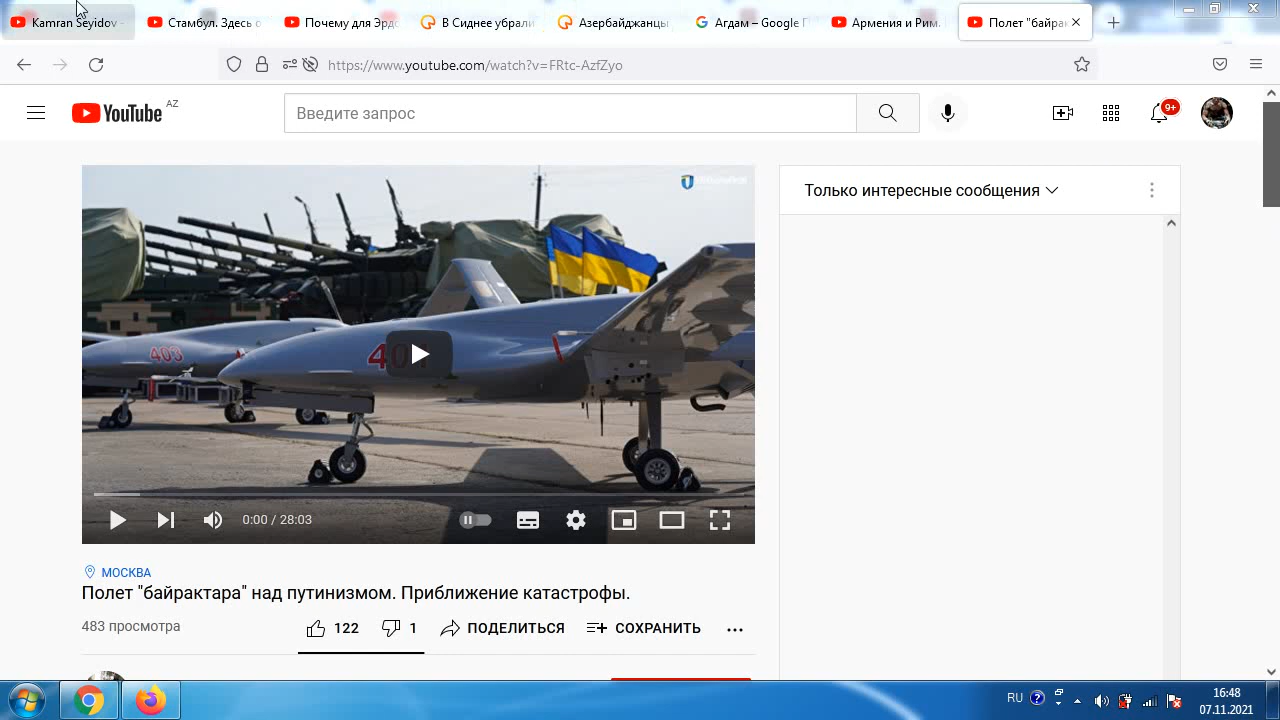 Kamran Seyidov -
Стамбул. Здесь о
Почему для Эрдо
В Сиднее убрали
Азербайджанцы
Агдам – Google П
Армения и Рим.
Полет "байрак
https://www.youtube.com/watch?v=FRtc-AzfZyo
YouTube AZ
Введите запрос
9+
Только интересные сообщения
403
0:00 / 28:03
МОСКВА
Полет "байрактара" над путинизмом. Приближение катастрофы.
483 просмотра
122
1
ПОДЕЛИТЬСЯ
СОХРАНИТЬ
RU
16:48
07.11.2021